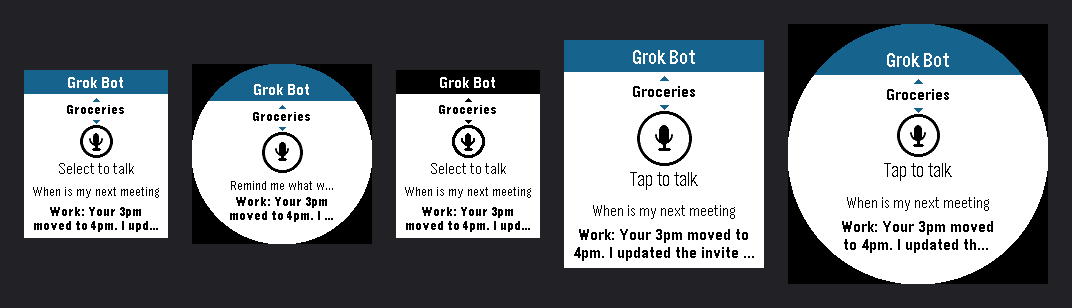 Grok Bot
Groceries
Select to talk
When is my next meeting
Work: Your 3pm
moved to 4pm. I upd...
Grok Bot
Groceries
Remind me what w...
Work: Your 3pm
moved to 4pm. I ...
Grok Bot
Groceries
Select to talk
When is my next meeting
Work: Your 3pm
moved to 4pm. I upd...
Grok Bot
Groceries
Tap to talk
When is my next meeting
Work: Your 3pm moved to
4pm. I updated the invite ...
Grok Bot
Groceries
Tap to talk
When is my next meeting
Work: Your 3pm moved
to 4pm. I updated th...